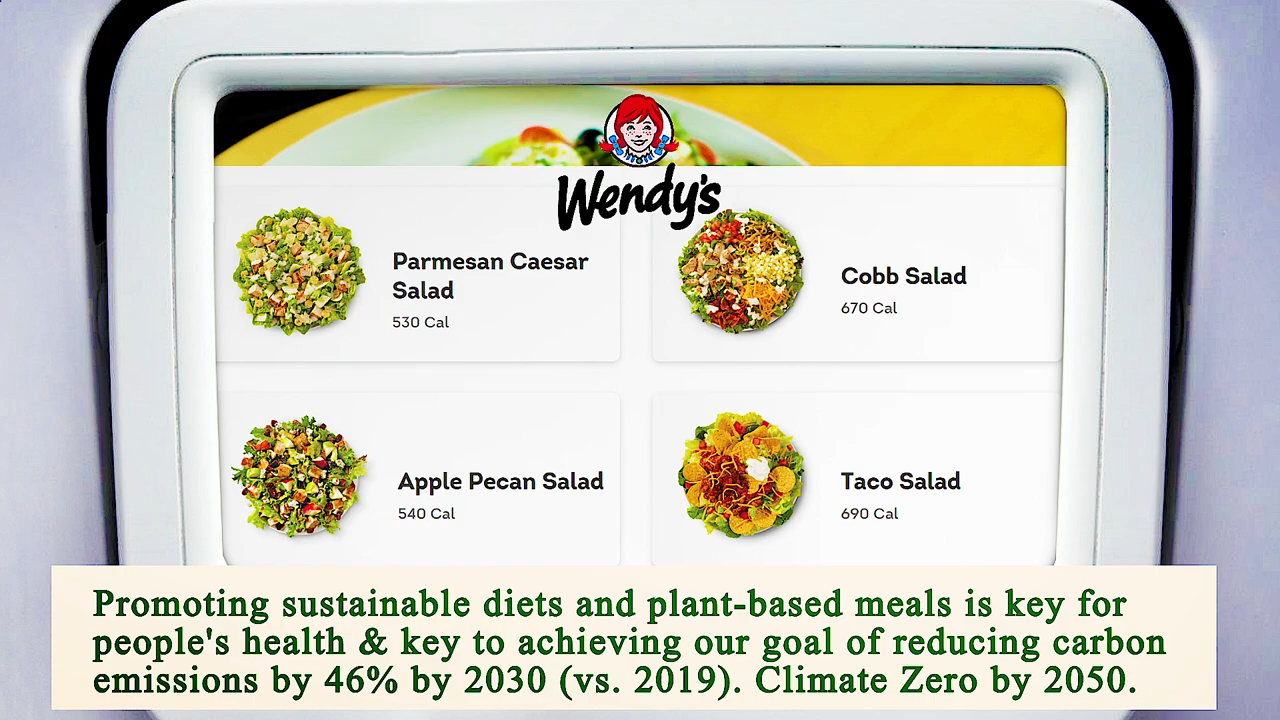 Wendy's
Parmesan Caesar
Salad
530 Cal
Cobb Salad
670 Cal
Apple Pecan Salad
540 Cal
Taco Salad
690 Cal
Promoting sustainable diets and plant-based meals is key for
people's health & key to achieving our goal of reducing carbon
emissions by 46% by 2030 (vs. 2019). Climate Zero by 2050.